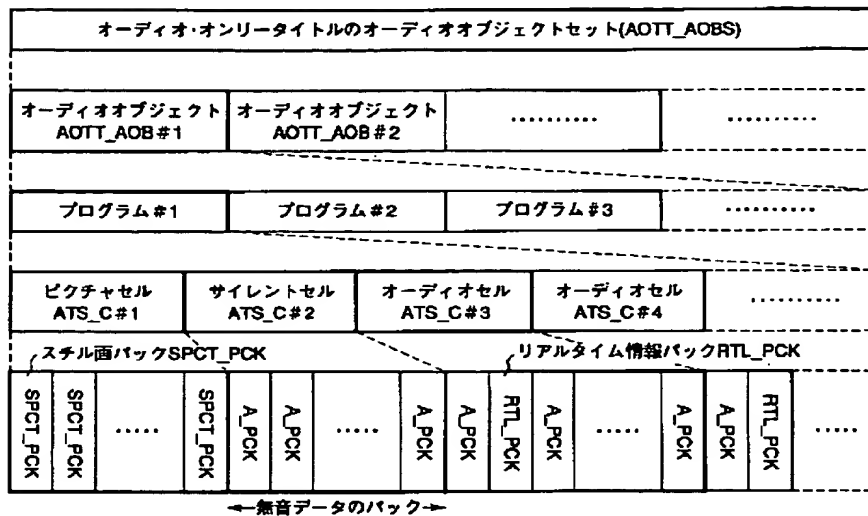 オーディオ・オンリータイトルのオーディオオブジェクトセット(AOTT_AOBS)
オーディオオブジェクト
AOTT_AOB#1
オーディオオブジェクト
AOTT_AOB#2
‥‥‥‥‥
‥‥‥‥‥
プログラム#1
プログラム#2
プログラム#3
‥‥‥‥‥
ピクチャセル
ATS_C#1
サイレントセル
ATS_C#2
オーディオセル
ATS_C#3
オーディオセル
ATS_C#4
‥‥‥‥‥
スチル画パックSPCT_PCK
リアルタイム情報パックRTL_PCK
SPCT_PCK
SPCT_PCK
‥‥‥
SPCT_PCK
A_PCK
A_PCK
‥‥‥
A_PCK
A_PCK
RTL_PCK
A_PCK
‥‥‥
A_PCK
A_PCK
RTL_PCK
‥‥‥
無音データのパック